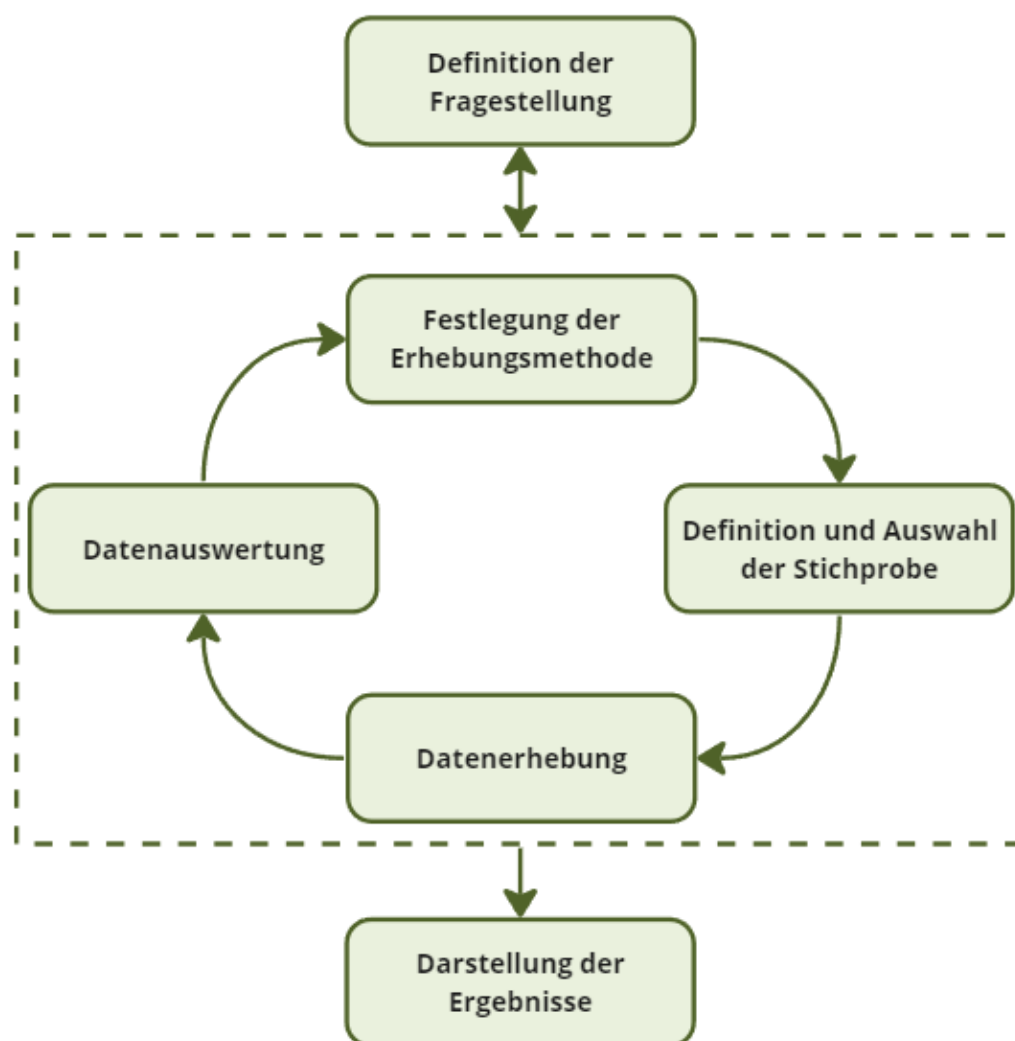 Definition der
Fragestellung
Festlegung der
Erhebungsmethode
Definition und Auswahl
der Stichprobe
Datenauswertung
Datenerhebung
Darstellung der
Ergebnisse